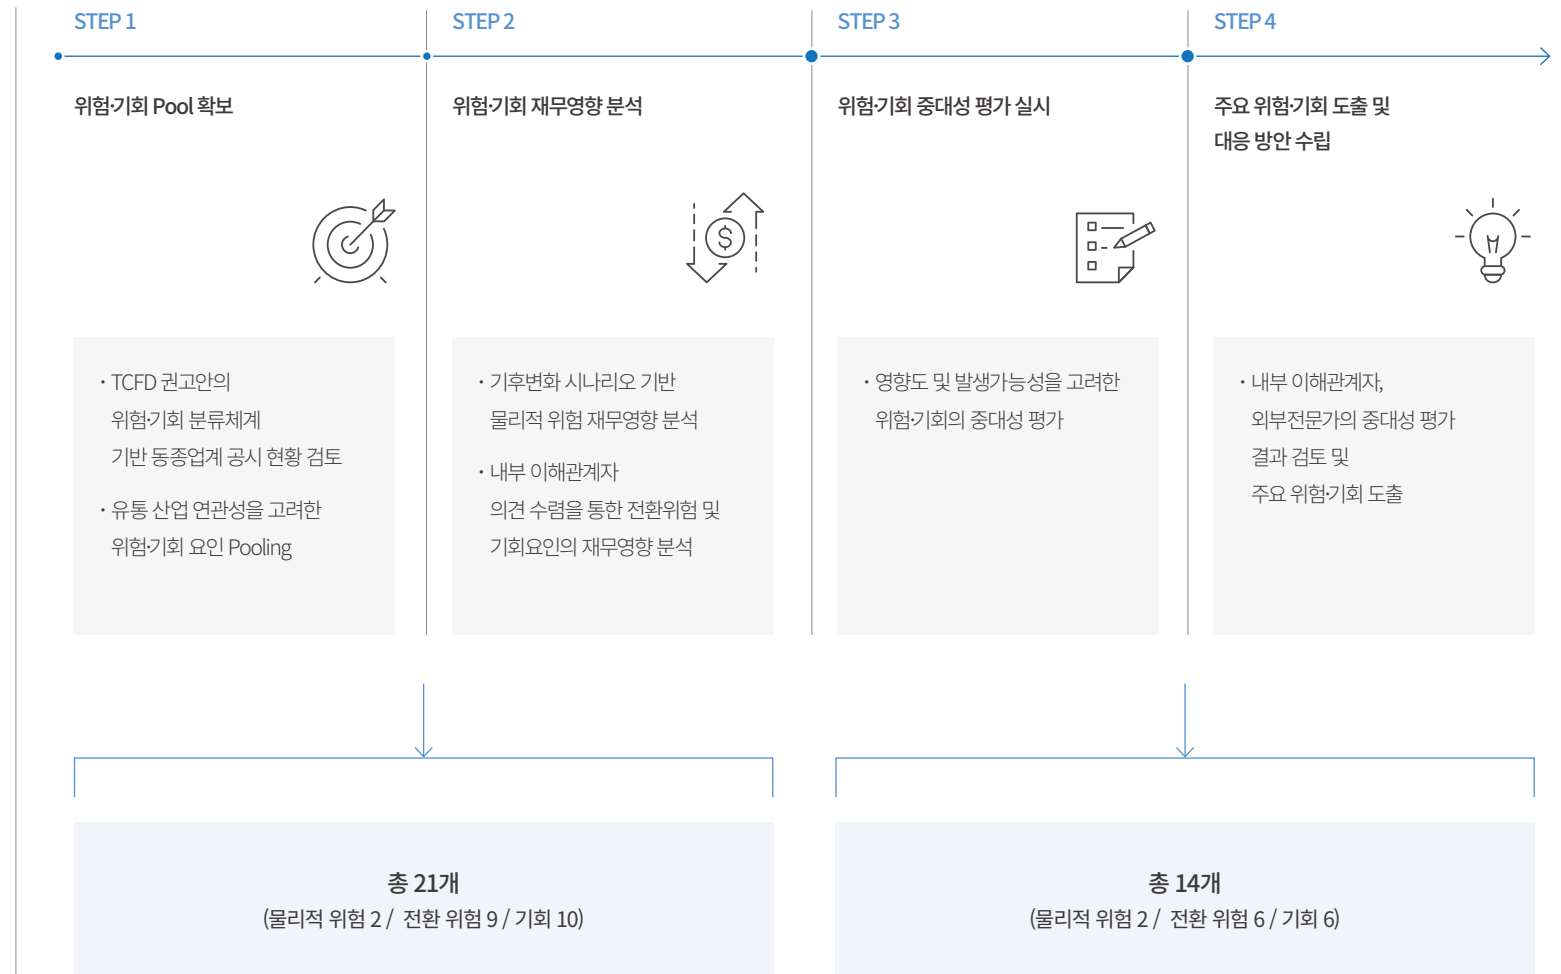 STEP 1
위험·기회 Pool 확보
· TCFD 권고안의
위험·기회 분류체계
기반 동종업계 공시 현황 검토
· 유통 산업 연관성을 고려한
위험·기회 요인 Pooling
STEP 2
위험·기회 재무영향 분석
$
· 기후변화 시나리오 기반
물리적 위험 재무영향 분석
· 내부 이해관계자
의견 수렴을 통한 전환위험 및
기회요인의 재무영향 분석
STEP 3
위험·기회 중대성 평가 실시
· 영향도 및 발생가능성을 고려한
위험·기회의 중대성 평가
STEP 4
주요 위험·기회 도출 및
대응 방안 수립
· 내부 이해관계자,
외부전문가의 중대성 평가
결과 검토 및
주요 위험·기회 도출
총 21개
(물리적 위험 2 / 전환 위험 9 / 기회 10)
총 14개
(물리적 위험 2 / 전환 위험 6 / 기회 6)